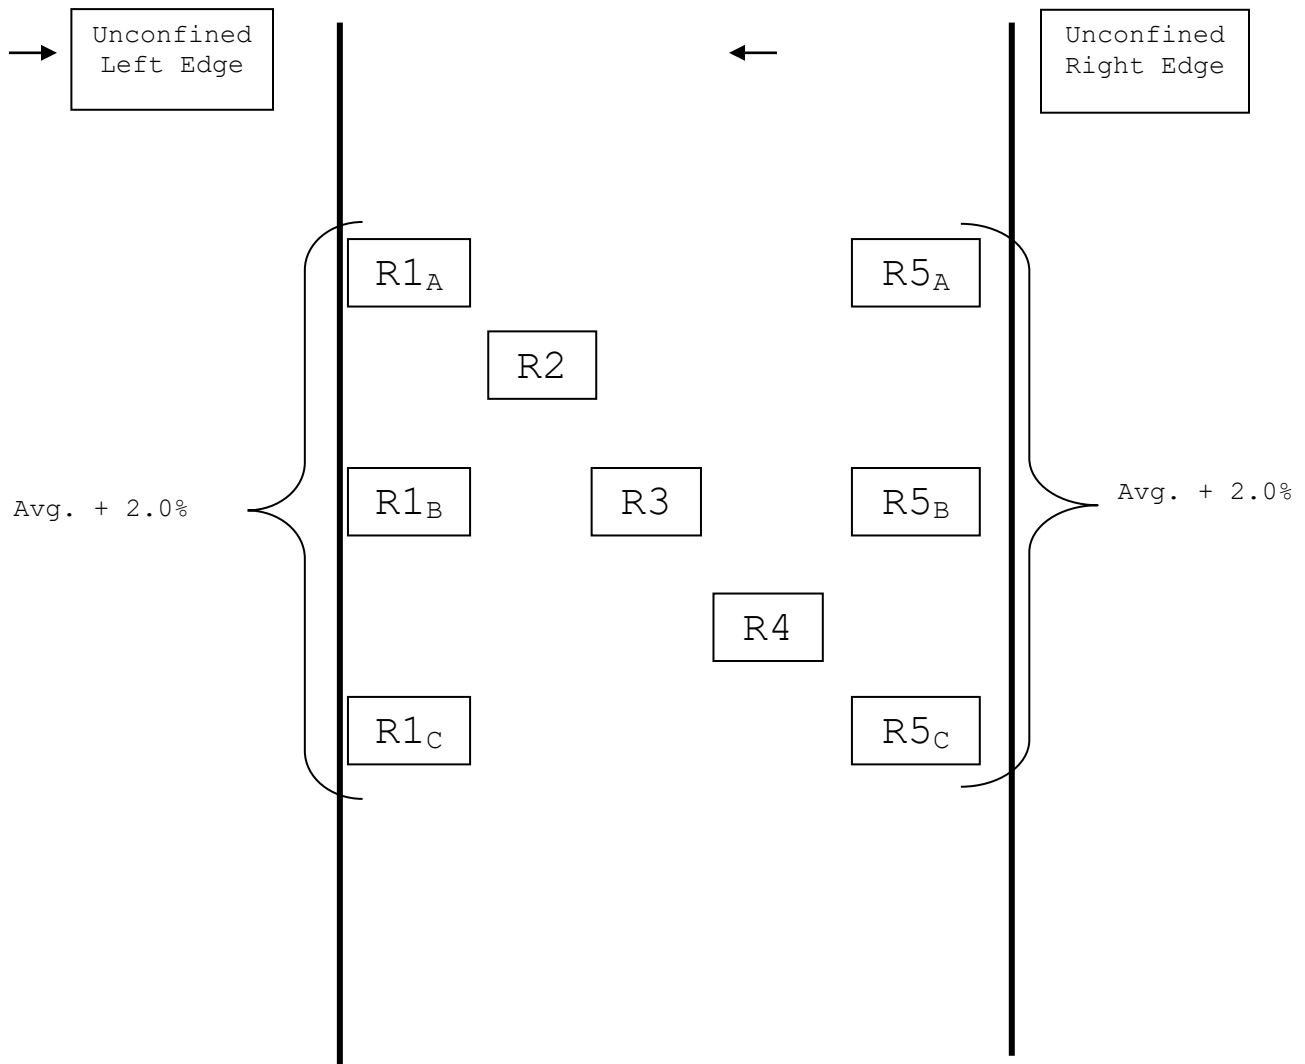 Unconfined
Left Edge
Unconfined
Right Edge
R1A
R5A
R2
Avg. + 2.0%
R1B
R3
R5B
Avg. + 2.0%
R4
R1C
R5C